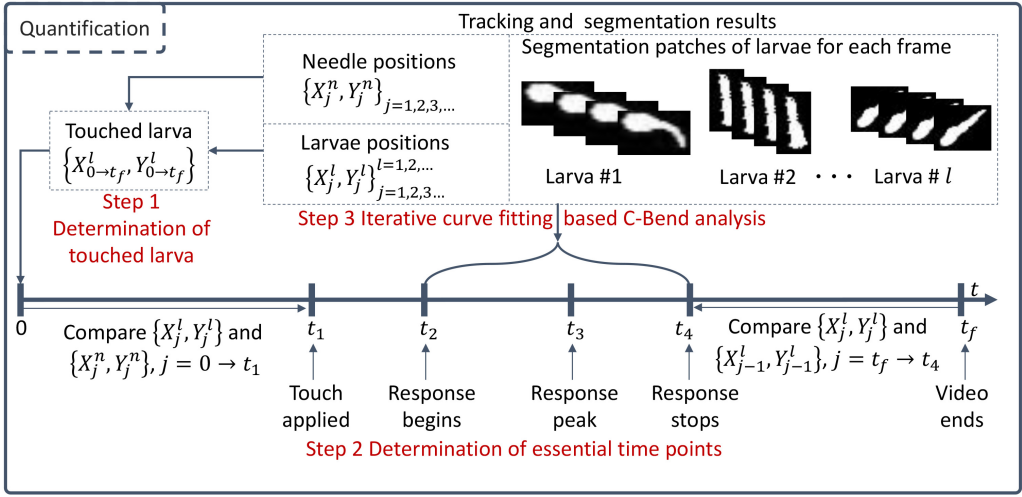 Quantification
Tracking and segmentation results
Needle positions
{X_j^n, Y_j^n}_{j=1,2,3,...}
Segmentation patches of larvae for each frame
Touched larva
{X_{0→t_f}^l, Y_{0→t_f}^l}
Larvae positions
{X_j^l, Y_j^l}_{j=1,2,3...}^{l=1,2,...}
Larva #1
Larva #2
· · ·
Larva # l
Step 1
Determination of
touched larva
Step 3 Iterative curve fitting based C-Bend analysis
t
0
t_1
t_2
t_3
t_4
t_f
Compare {X_j^l, Y_j^l} and
{X_j^n, Y_j^n}, j = 0 → t_1
Compare {X_j^l, Y_j^l} and
{X_{j-1}^l, Y_{j-1}^l}, j = t_f → t_4
Touch
applied
Response
begins
Response
peak
Response
stops
Video
ends
Step 2 Determination of essential time points